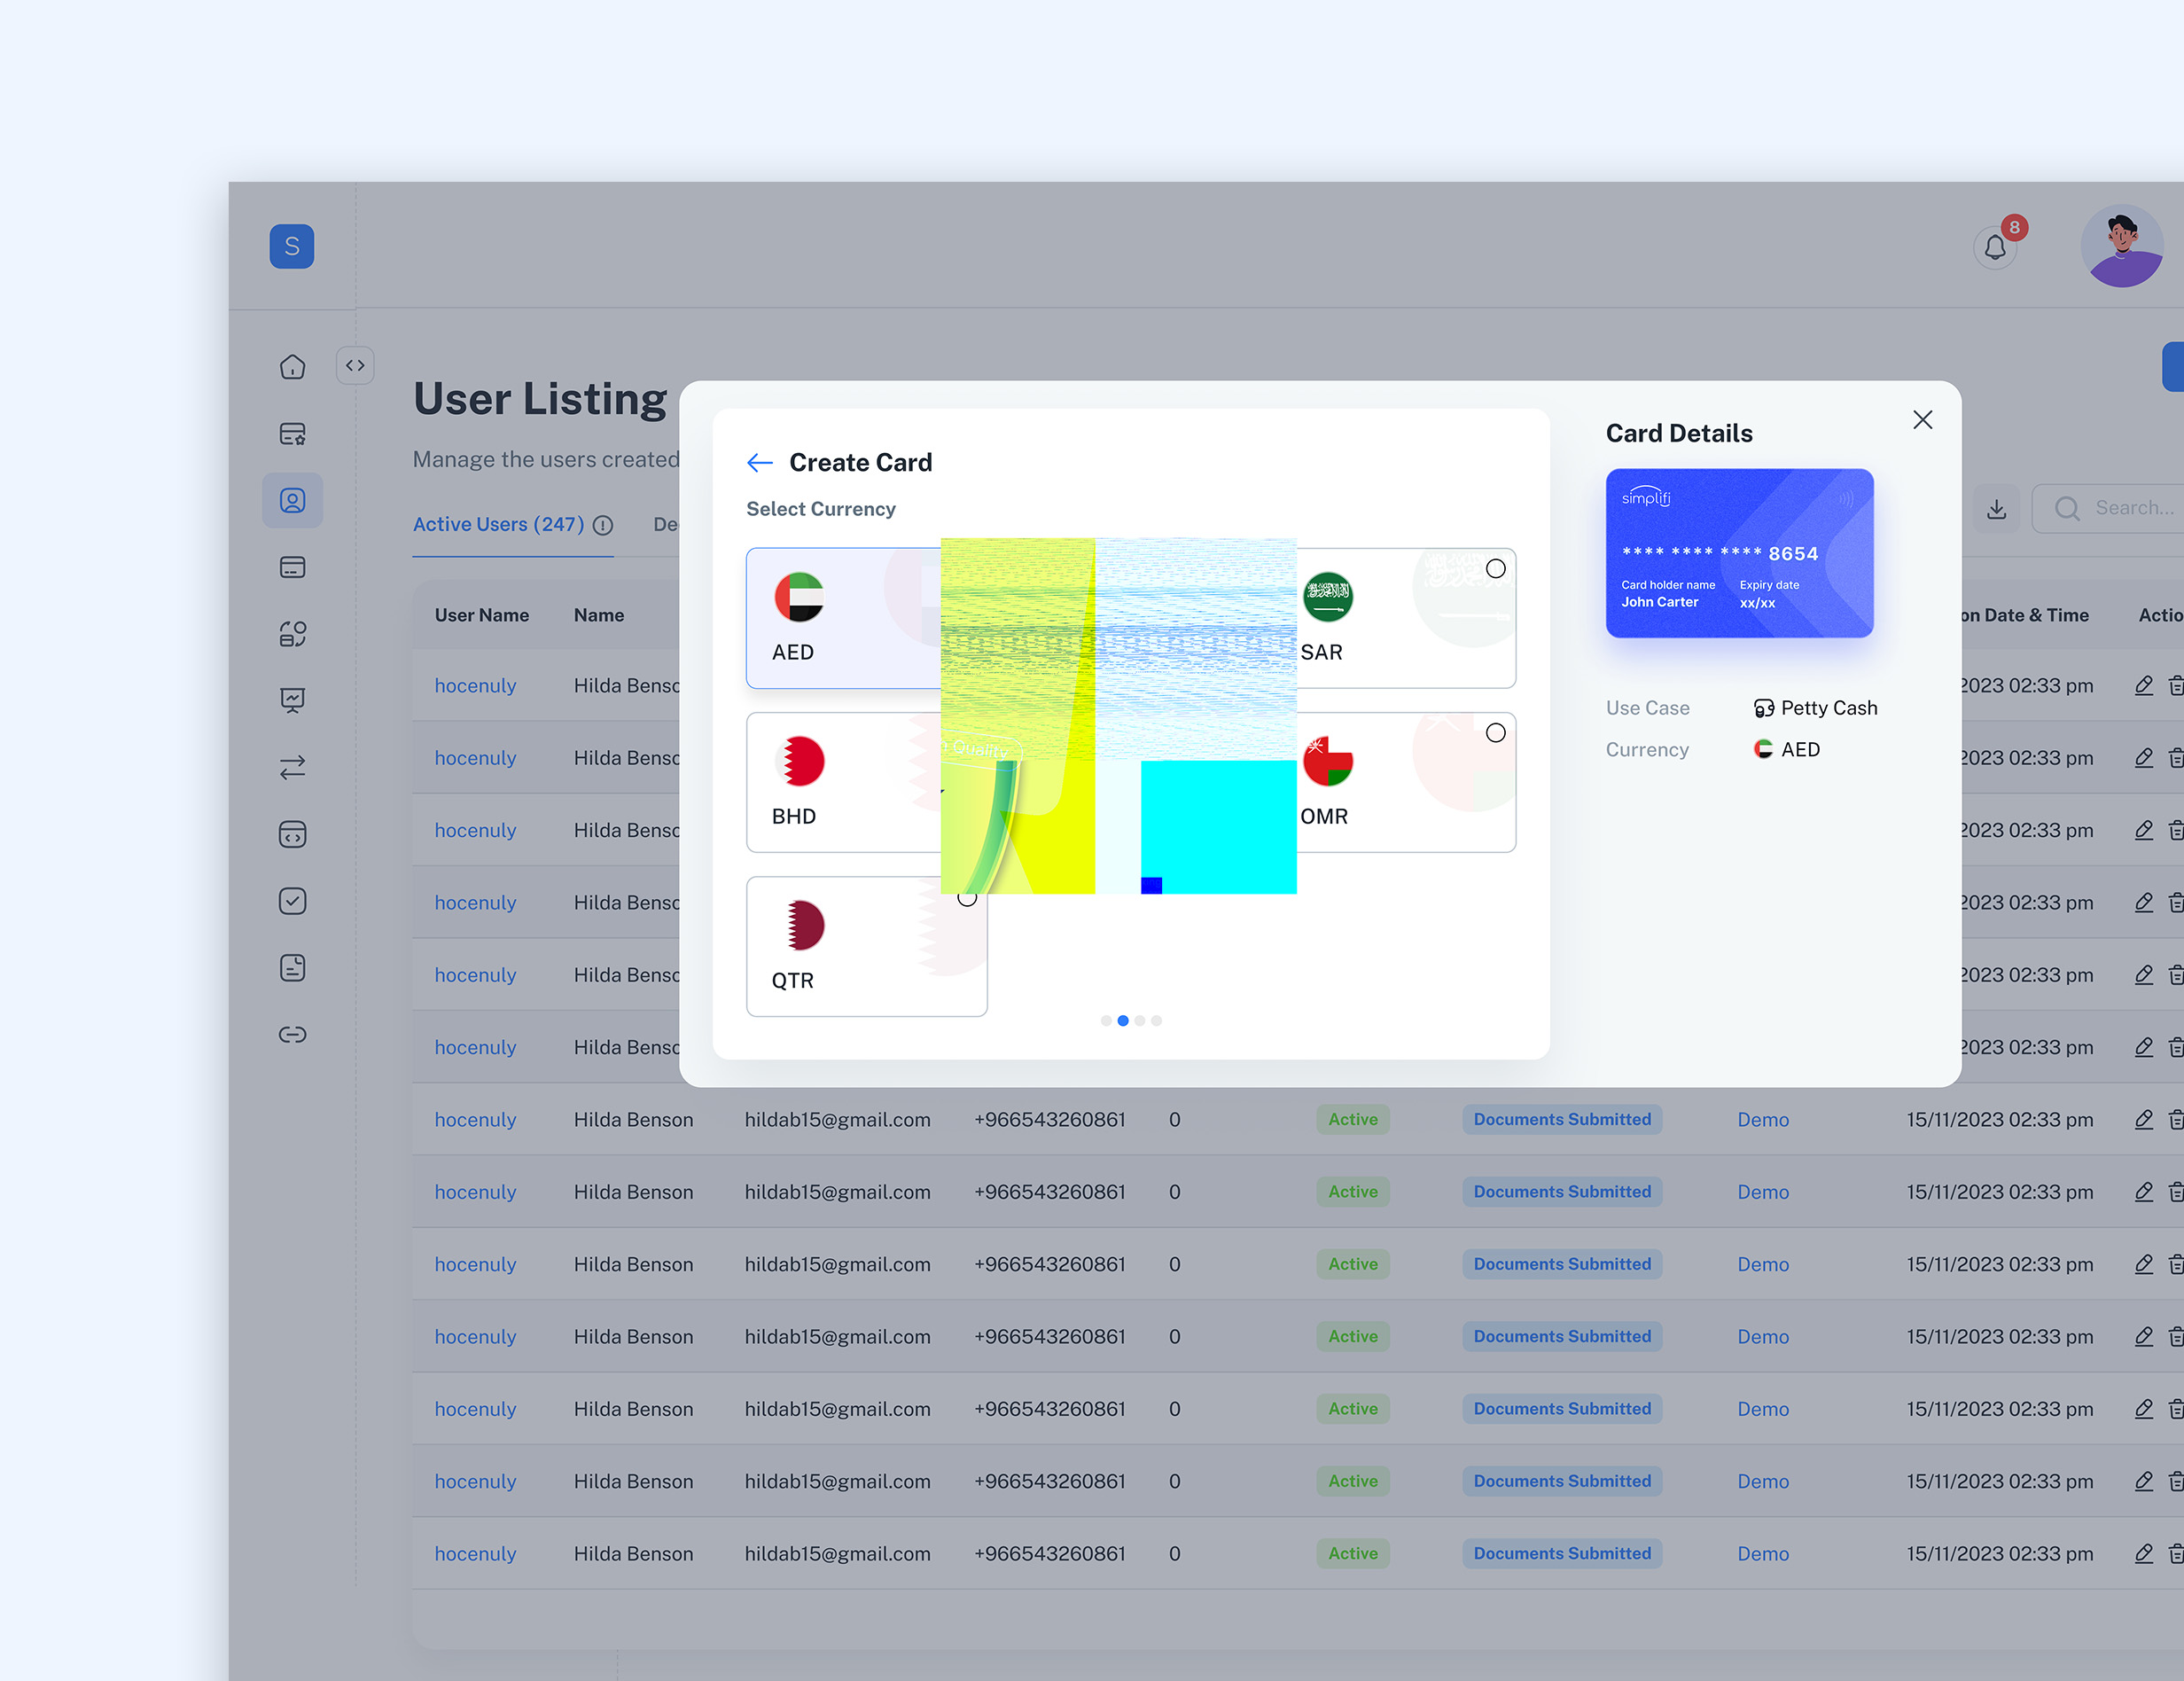 S
8
User Listing
Manage the users created
Active Users (247)
Search...
User Name Name on Date & Time
hocenuly Hilda 2023 02:33 pm
hocenuly Hilda 2023 02:33 pm
hocenuly Hilda 2023 02:33 pm
hocenuly Hilda 2023 02:33 pm
hocenuly Hilda 2023 02:33 pm
hocenuly Hilda 2023 02:33 pm
hocenuly Hilda Benson hildab15@gmail.com +966543260861 0 Active Documents Submitted Demo 15/11/2023 02:33 pm
hocenuly Hilda Benson hildab15@gmail.com +966543260861 0 Active Documents Submitted Demo 15/11/2023 02:33 pm
hocenuly Hilda Benson hildab15@gmail.com +966543260861 0 Active Documents Submitted Demo 15/11/2023 02:33 pm
hocenuly Hilda Benson hildab15@gmail.com +966543260861 0 Active Documents Submitted Demo 15/11/2023 02:33 pm
hocenuly Hilda Benson hildab15@gmail.com +966543260861 0 Active Documents Submitted Demo 15/11/2023 02:33 pm
hocenuly Hilda Benson hildab15@gmail.com +966543260861 0 Active Documents Submitted Demo 15/11/2023 02:33 pm
hocenuly Hilda Benson hildab15@gmail.com +966543260861 0 Active Documents Submitted Demo 15/11/2023 02:33 pm
Create Card
Select Currency
AED
SAR
Quality
BHD
OMR
QTR
Card Details
simplifi
**** **** **** 8654
Card holder name Expiry date
John Carter xx/xx
Use Case Petty Cash
Currency AED